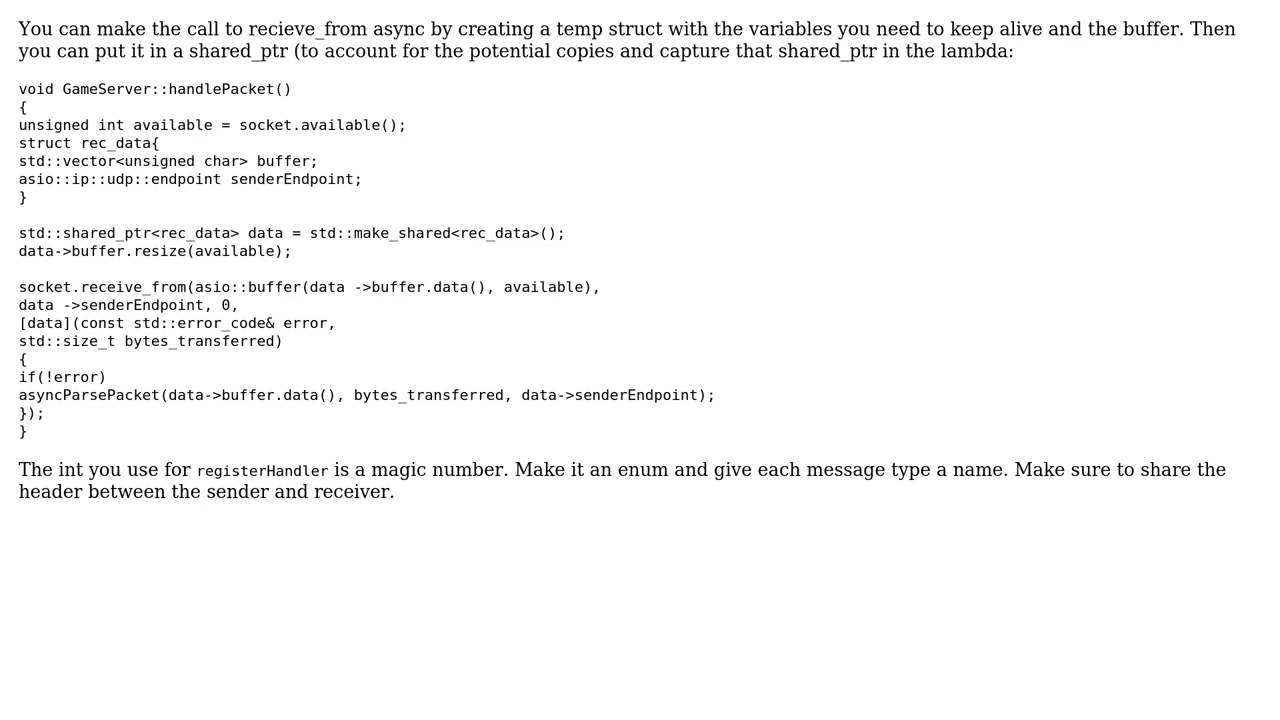 You can make the call to recieve_from async by creating a temp struct with the variables you need to keep alive and the buffer. Then
you can put it in a shared_ptr (to account for the potential copies and capture that shared_ptr in the lambda:
void GameServer::handlePacket()
{
unsigned int available = socket.available();
struct rec_data{
std::vector<unsigned char> buffer;
asio::ip::udp::endpoint senderEndpoint;
}
std::shared_ptr<rec_data> data = std::make_shared<rec_data>();
data->buffer.resize(available);
socket.receive_from(asio::buffer(data ->buffer.data(), available),
data ->senderEndpoint, 0,
[data](const std::error_code& error,
std::size_t bytes_transferred)
{
if(!error)
asyncParsePacket(data->buffer.data(), bytes_transferred, data->senderEndpoint);
});
}
The int you use for registerHandler is a magic number. Make it an enum and give each message type a name. Make sure to share the
header between the sender and receiver.